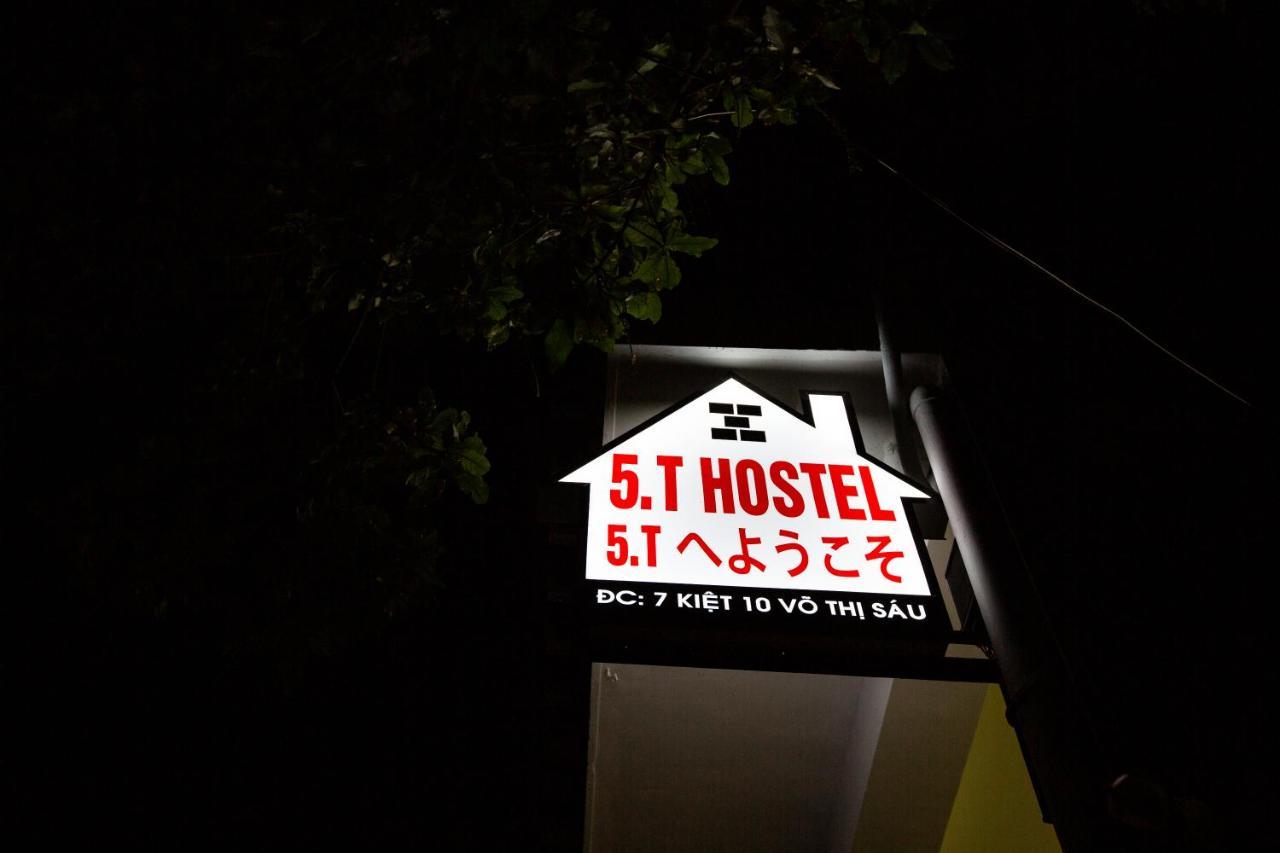 5.T HOSTEL
5.T へようこそ
ĐC: 7 KIỆT 10 VÕ THỊ SÁU